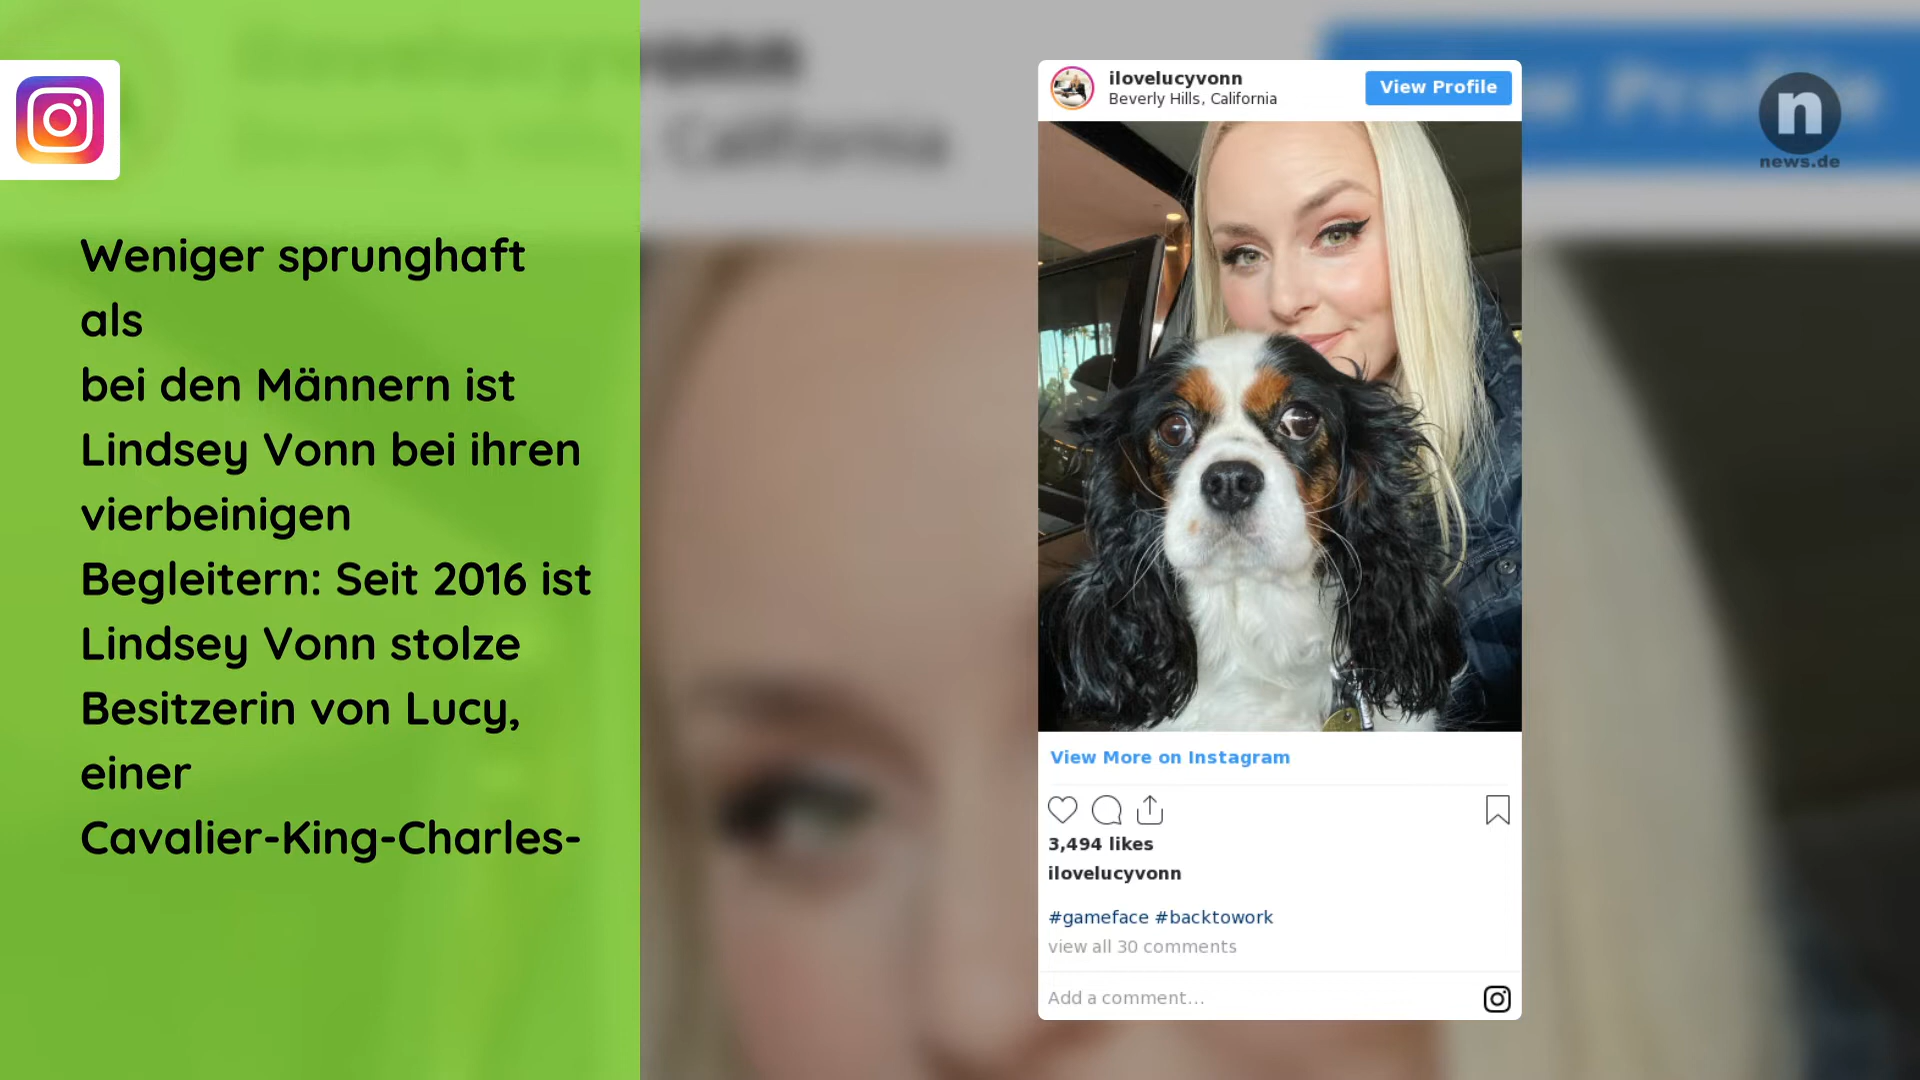 Weniger sprunghaft
als
bei den Männern ist
Lindsey Vonn bei ihren
vierbeinigen
Begleitern: Seit 2016 ist
Lindsey Vonn stolze
Besitzerin von Lucy,
einer
Cavalier-King-Charles-
ilovelucyvonn
Beverly Hills, California
View Profile
View More on Instagram
3,494 likes
ilovelucyvonn
#gameface #backtowork
view all 30 comments
Add a comment...
n
news.de